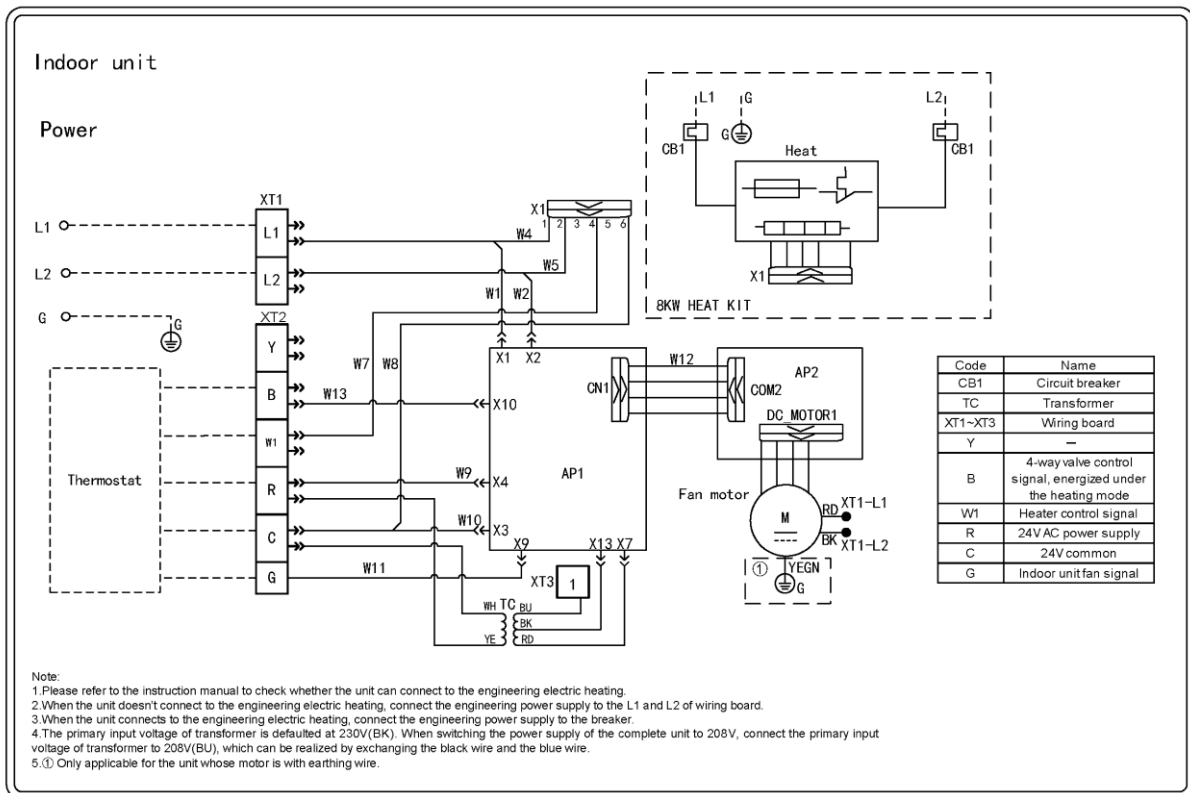 Indoor unit
Power
L1
L2
G
G
XT1
L1
L2
XT2
Y
B
W1
R
C
G
Thermostat
W13
W7
W8
W9
W10
W11
W4
W5
W1
W2
X1
1 2 3 4 5 6
X1 X2
X10
X4
X3
AP1
CN1
X9 X13 X7
XT3
1
WH TC BU
BK
YE RD
W12
COM2
AP2
DC_MOTOR1
Fan motor
M
RD XT1-L1
BK XT1-L2
① YEGN
G
L1 G L2
CB1 G CB1
Heat
X1
8KW HEAT KIT
Code Name
CB1 Circuit breaker
TC Transformer
XT1~XT3 Wiring board
Y —
B 4-way valve control
signal, energized under
the heating mode
W1 Heater control signal
R 24V AC power supply
C 24V common
G Indoor unit fan signal
Note:
1.Please refer to the instruction manual to check whether the unit can connect to the engineering electric heating.
2.When the unit doesn't connect to the engineering electric heating, connect the engineering power supply to the L1 and L2 of wiring board.
3.When the unit connects to the engineering electric heating, connect the engineering power supply to the breaker.
4.The primary input voltage of transformer is defaulted at 230V(BK). When switching the power supply of the complete unit to 208V, connect the primary input
voltage of transformer to 208V(BU), which can be realized by exchanging the black wire and the blue wire.
5.① Only applicable for the unit whose motor is with earthing wire.